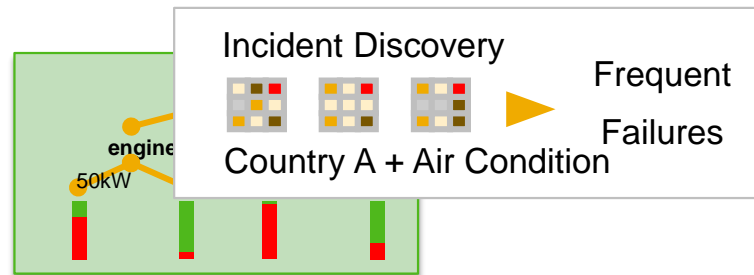 Incident Discovery
Frequent
Failures
Country A + Air Condition
engine
50kW